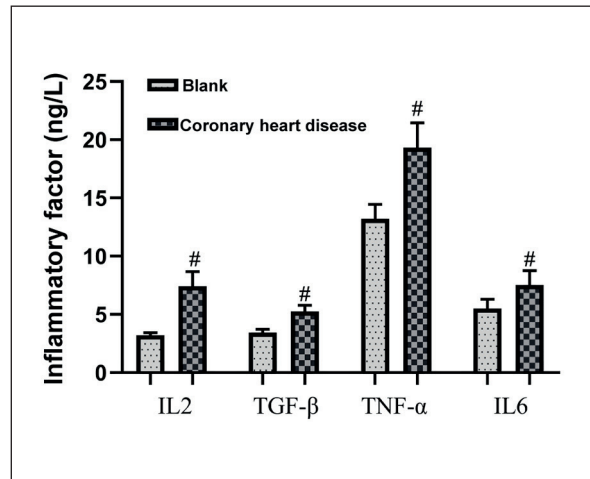 Inflammatory factor (ng/L)
25
20
15
10
5
0
Blank
Coronary heart disease
#
#
#
#
IL2
TGF-β
TNF-α
IL6